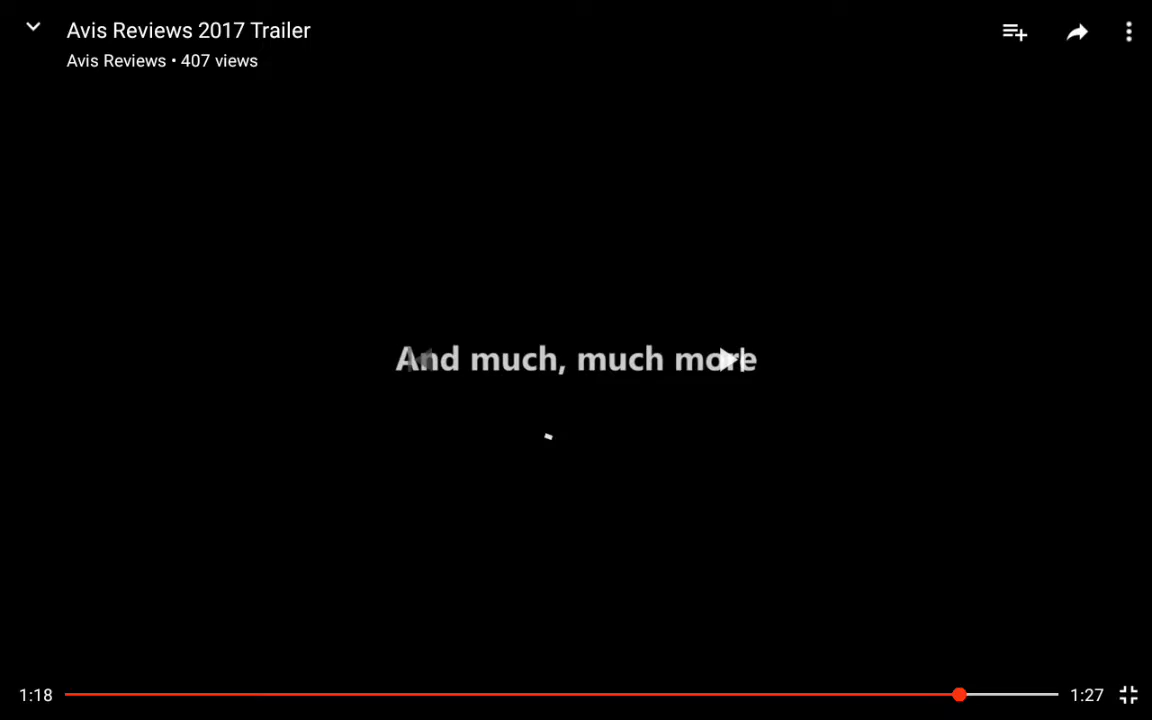 Avis Reviews 2017 Trailer
Avis Reviews • 407 views
And much, much more
1:18
1:27